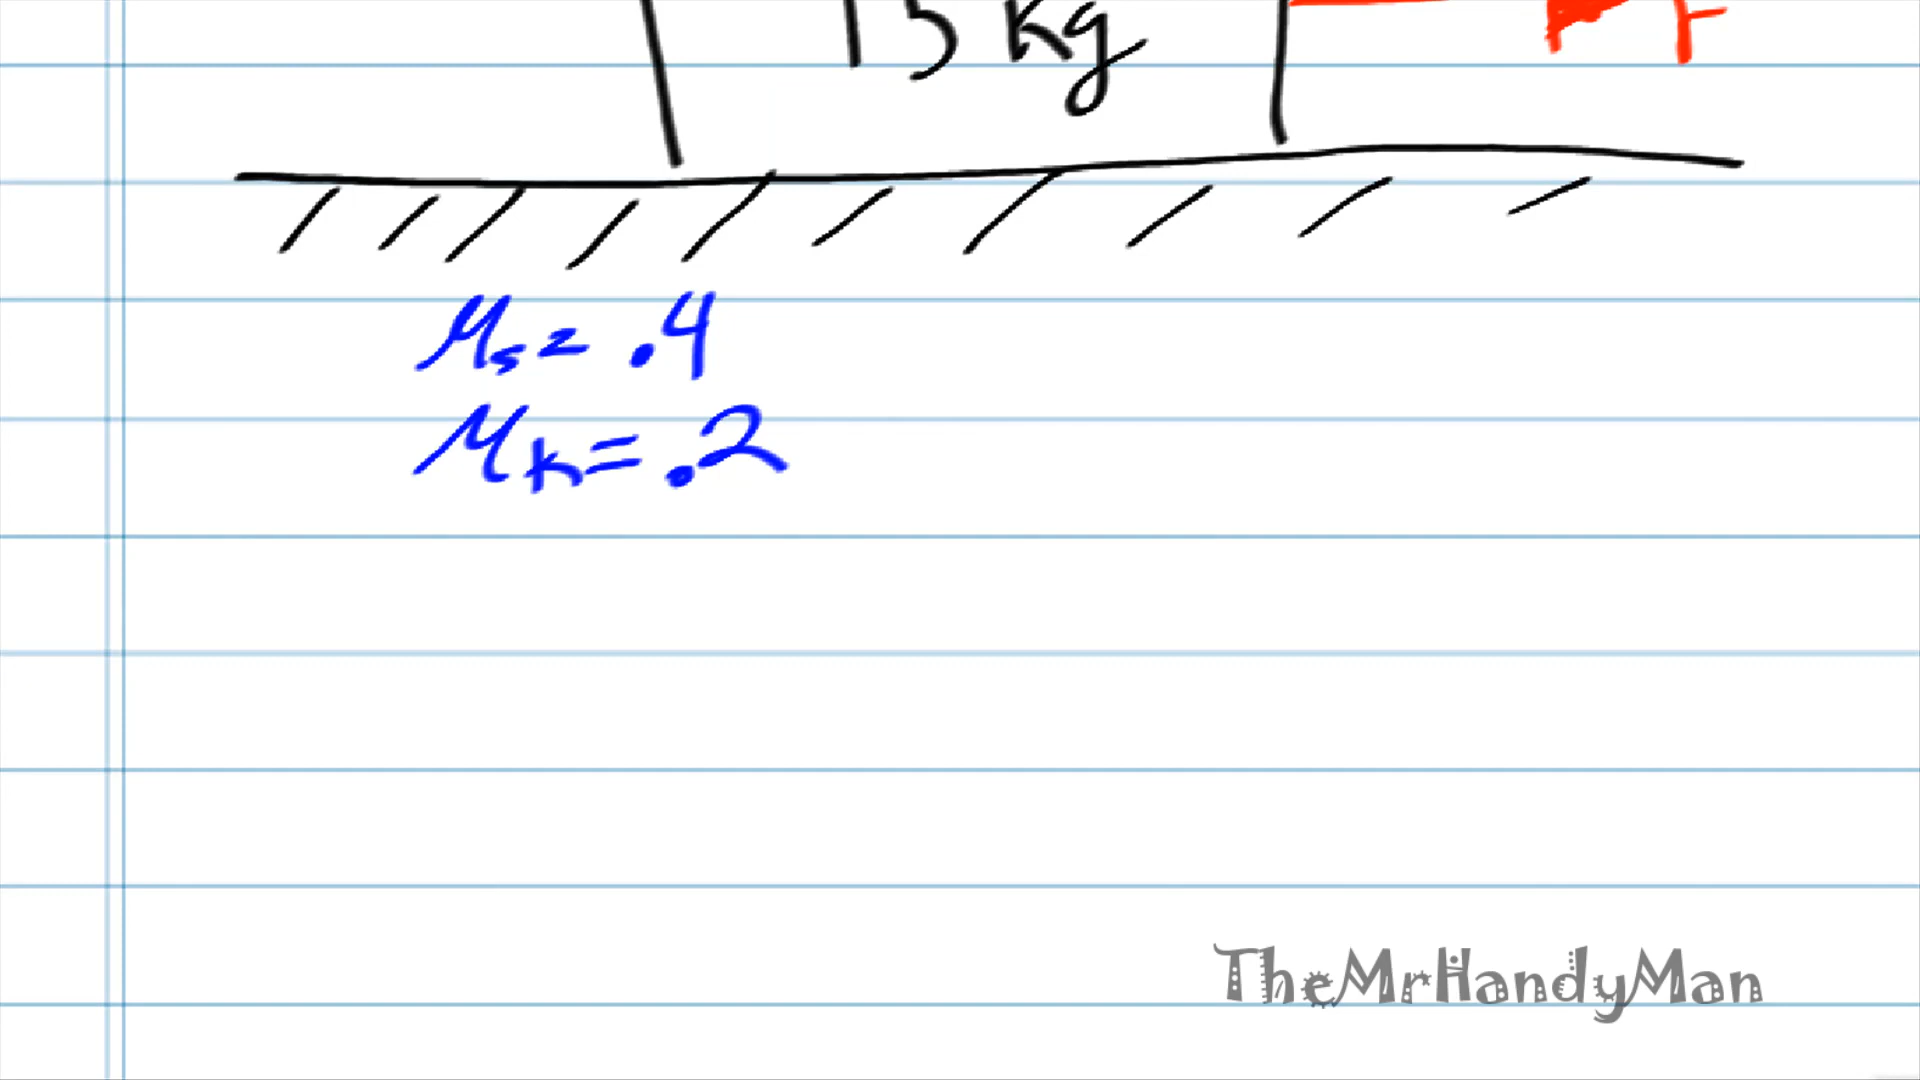 15 kg
μs = .4
μk = .2
TheMrHandyMan